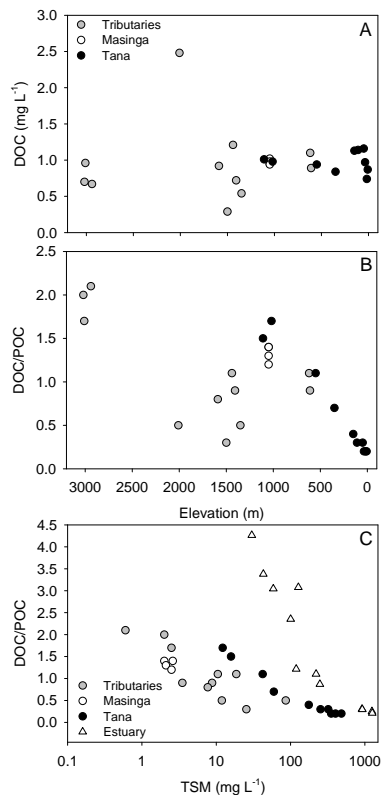 A
Tributaries
Masinga
Tana
DOC (mg L-1)
3.0
2.5
2.0
1.5
1.0
0.5
0.0
B
DOC/POC
2.5
2.0
1.5
1.0
0.5
0.0
3000 2500 2000 1500 1000 500 0
Elevation (m)
C
DOC/POC
4.5
4.0
3.5
3.0
2.5
2.0
1.5
1.0
0.5
0.0
Tributaries
Masinga
Tana
Estuary
0.1 1 10 100 1000
TSM (mg L-1)